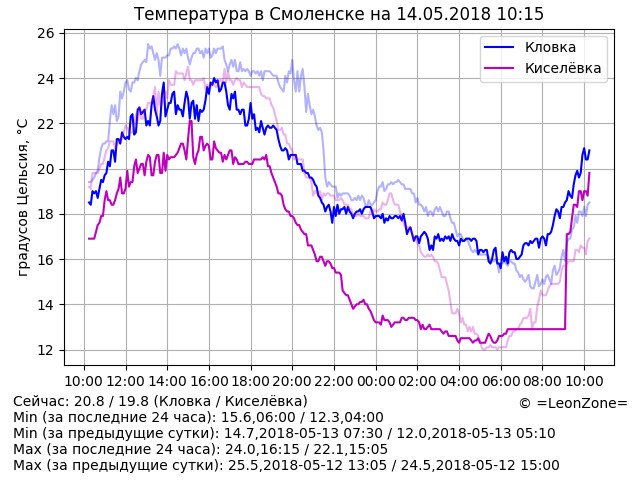 Температура в Смоленске на 14.05.2018 10:15
градусов Цельсия, °C
26
24
22
20
18
16
14
12
Кловка
Киселёвка
10:00 12:00 14:00 16:00 18:00 20:00 22:00 00:00 02:00 04:00 06:00 08:00 10:00
Сейчас: 20.8 / 19.8 (Кловка / Киселёвка)
© =LeonZone=
Min (за последние 24 часа): 15.6,06:00 / 12.3,04:00
Min (за предыдущие сутки): 14.7,2018-05-13 07:30 / 12.0,2018-05-13 05:10
Max (за последние 24 часа): 24.0,16:15 / 22.1,15:05
Max (за предыдущие сутки): 25.5,2018-05-12 13:05 / 24.5,2018-05-12 15:00